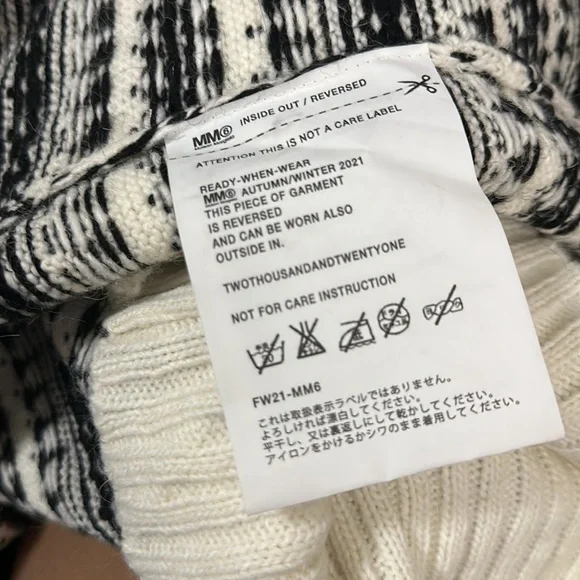 MM⑥ INSIDE OUT / REVERSED
ATTENTION THIS IS NOT A CARE LABEL
READY-WHEN-WEAR
MM⑥ AUTUMN/WINTER 2021
THIS PIECE OF GARMENT
IS REVERSED
AND CAN BE WORN ALSO
OUTSIDE IN.
TWOTHOUSANDANDTWENTYONE
NOT FOR CARE INSTRUCTION
FW21-MM6
これは取扱表示ラベルではありません。
よろしければ漂白してください。
平干し、又は裏返しにして乾かしてください。
アイロンをかけるかシワのまま着用してください。